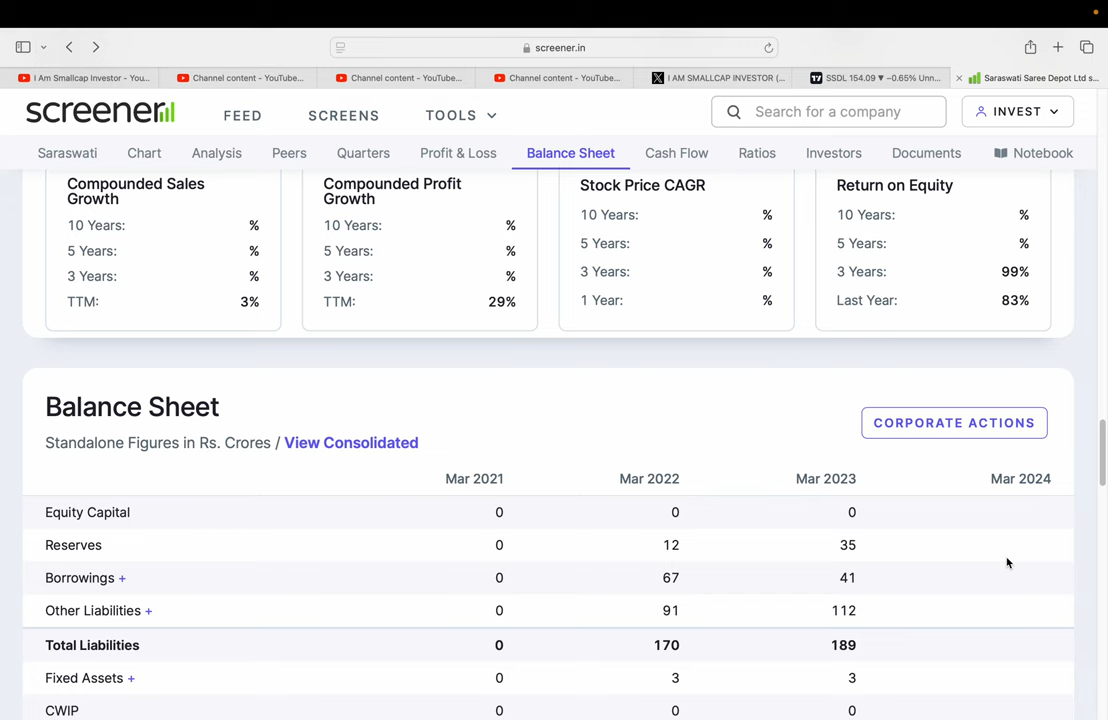 screener.in
I Am Smallcap Investor - You...
Channel content - YouTube...
Channel content - YouTube...
Channel content - YouTube...
I AM SMALLCAP INVESTOR (...
SSDL 154.09 ▼ −0.65% Unn...
Saraswati Saree Depot Ltd s...
screener
FEED
SCREENS
TOOLS
Search for a company
INVEST
Saraswati
Chart
Analysis
Peers
Quarters
Profit & Loss
Balance Sheet
Cash Flow
Ratios
Investors
Documents
Notebook
Compounded Sales
Growth
10 Years: %
5 Years: %
3 Years: %
TTM: 3%
Compounded Profit
Growth
10 Years: %
5 Years: %
3 Years: %
TTM: 29%
Stock Price CAGR
10 Years: %
5 Years: %
3 Years: %
1 Year: %
Return on Equity
10 Years: %
5 Years: %
3 Years: 99%
Last Year: 83%
Balance Sheet
Standalone Figures in Rs. Crores / View Consolidated
CORPORATE ACTIONS
Mar 2021 Mar 2022 Mar 2023 Mar 2024
Equity Capital 0 0 0
Reserves 0 12 35
Borrowings + 0 67 41
Other Liabilities + 0 91 112
Total Liabilities 0 170 189
Fixed Assets + 0 3 3
CWIP 0 0 0